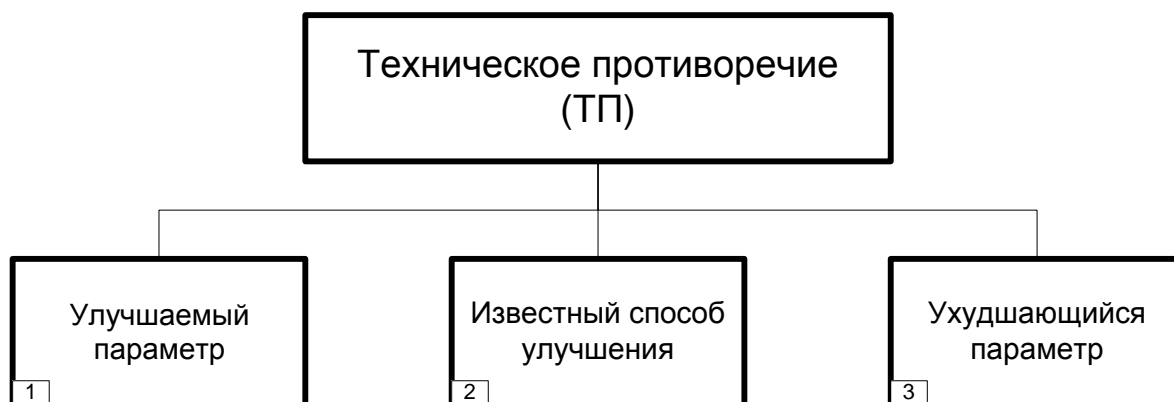 Техническое противоречие
(ТП)
Улучшаемый
параметр
1
Известный способ
улучшения
2
Ухудшающийся
параметр
3